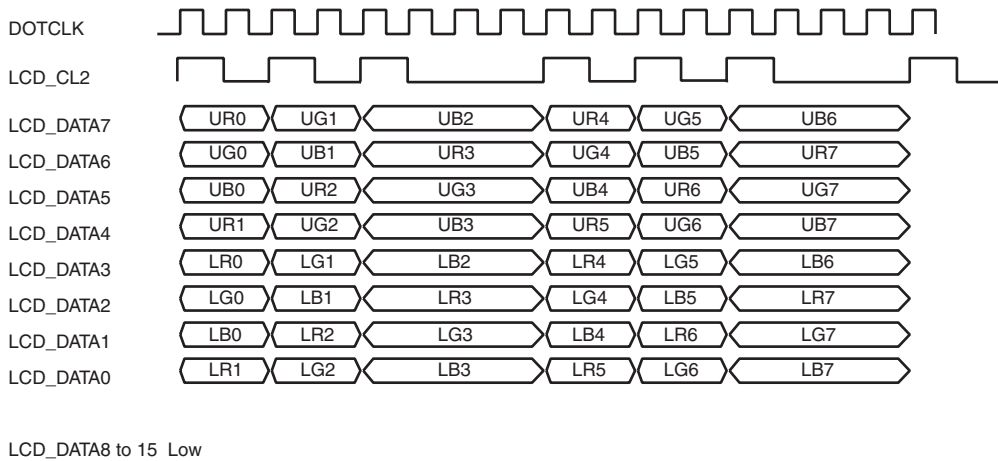 DOTCLK
LCD_CL2
LCD_DATA7 UR0 UG1 UB2 UR4 UG5 UB6
LCD_DATA6 UG0 UB1 UR3 UG4 UB5 UR7
LCD_DATA5 UB0 UR2 UG3 UB4 UR6 UG7
LCD_DATA4 UR1 UG2 UB3 UR5 UG6 UB7
LCD_DATA3 LR0 LG1 LB2 LR4 LG5 LB6
LCD_DATA2 LG0 LB1 LR3 LG4 LB5 LR7
LCD_DATA1 LB0 LR2 LG3 LB4 LR6 LG7
LCD_DATA0 LR1 LG2 LB3 LR5 LG6 LB7
LCD_DATA8 to 15 Low